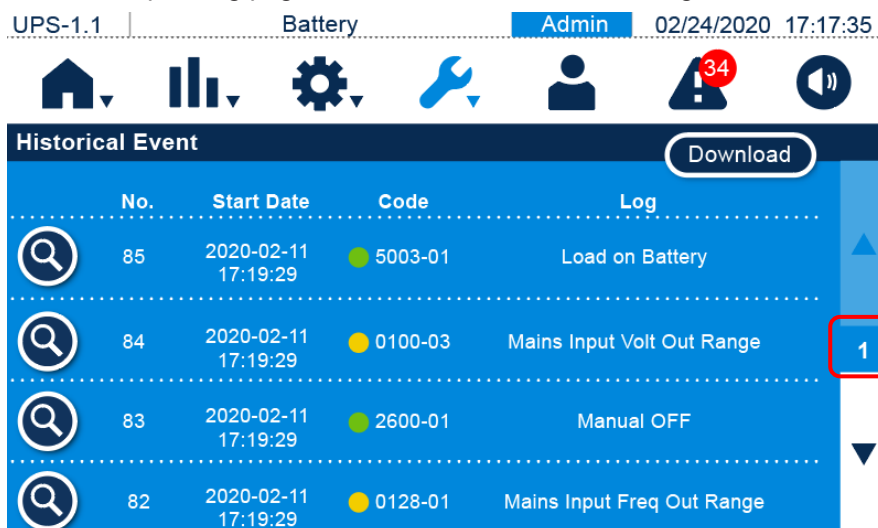 UPS-1.1 Battery Admin 02/24/2020 17:17:35
34
Historical Event Download
No. Start Date Code Log
85 2020-02-11 17:19:29 5003-01 Load on Battery
84 2020-02-11 17:19:29 0100-03 Mains Input Volt Out Range
1
83 2020-02-11 17:19:29 2600-01 Manual OFF
82 2020-02-11 17:19:29 0128-01 Mains Input Freq Out Range